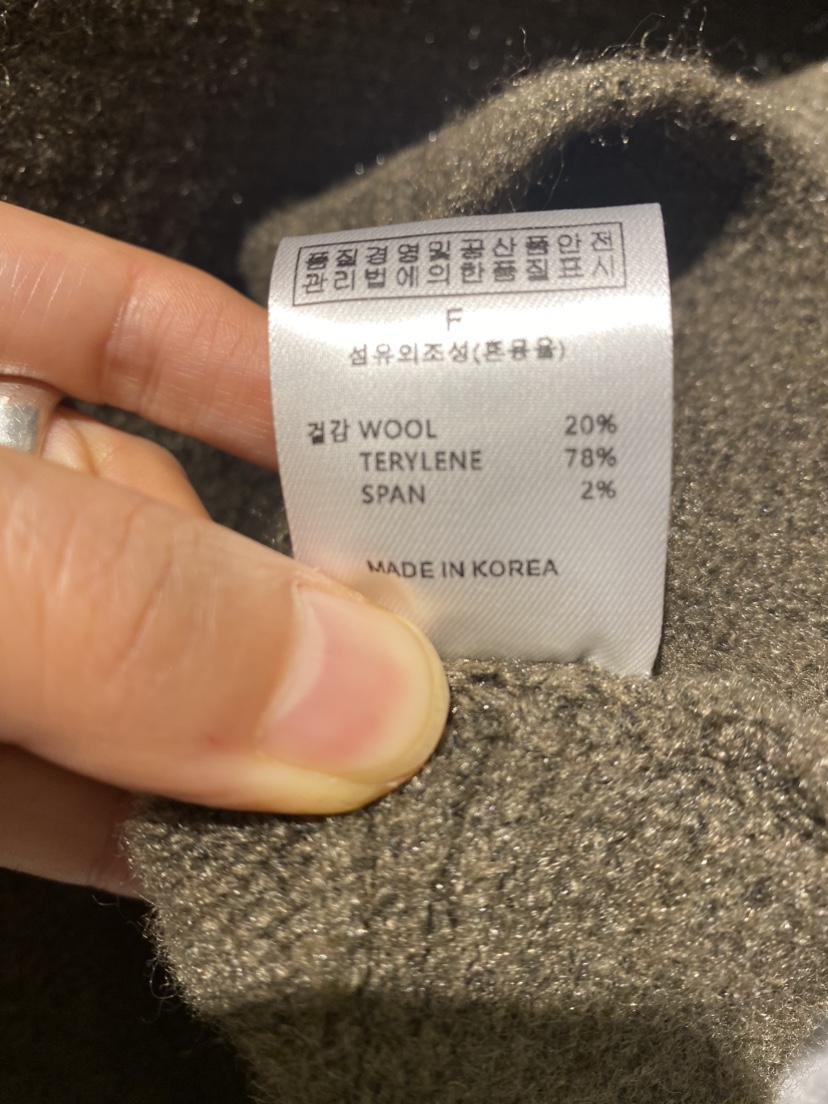 품질경영및공산품안전
관리법에의한품질표시
F
섬유의조성(혼용율)
겉감 WOOL 20%
TERYLENE 78%
SPAN 2%
MADE IN KOREA